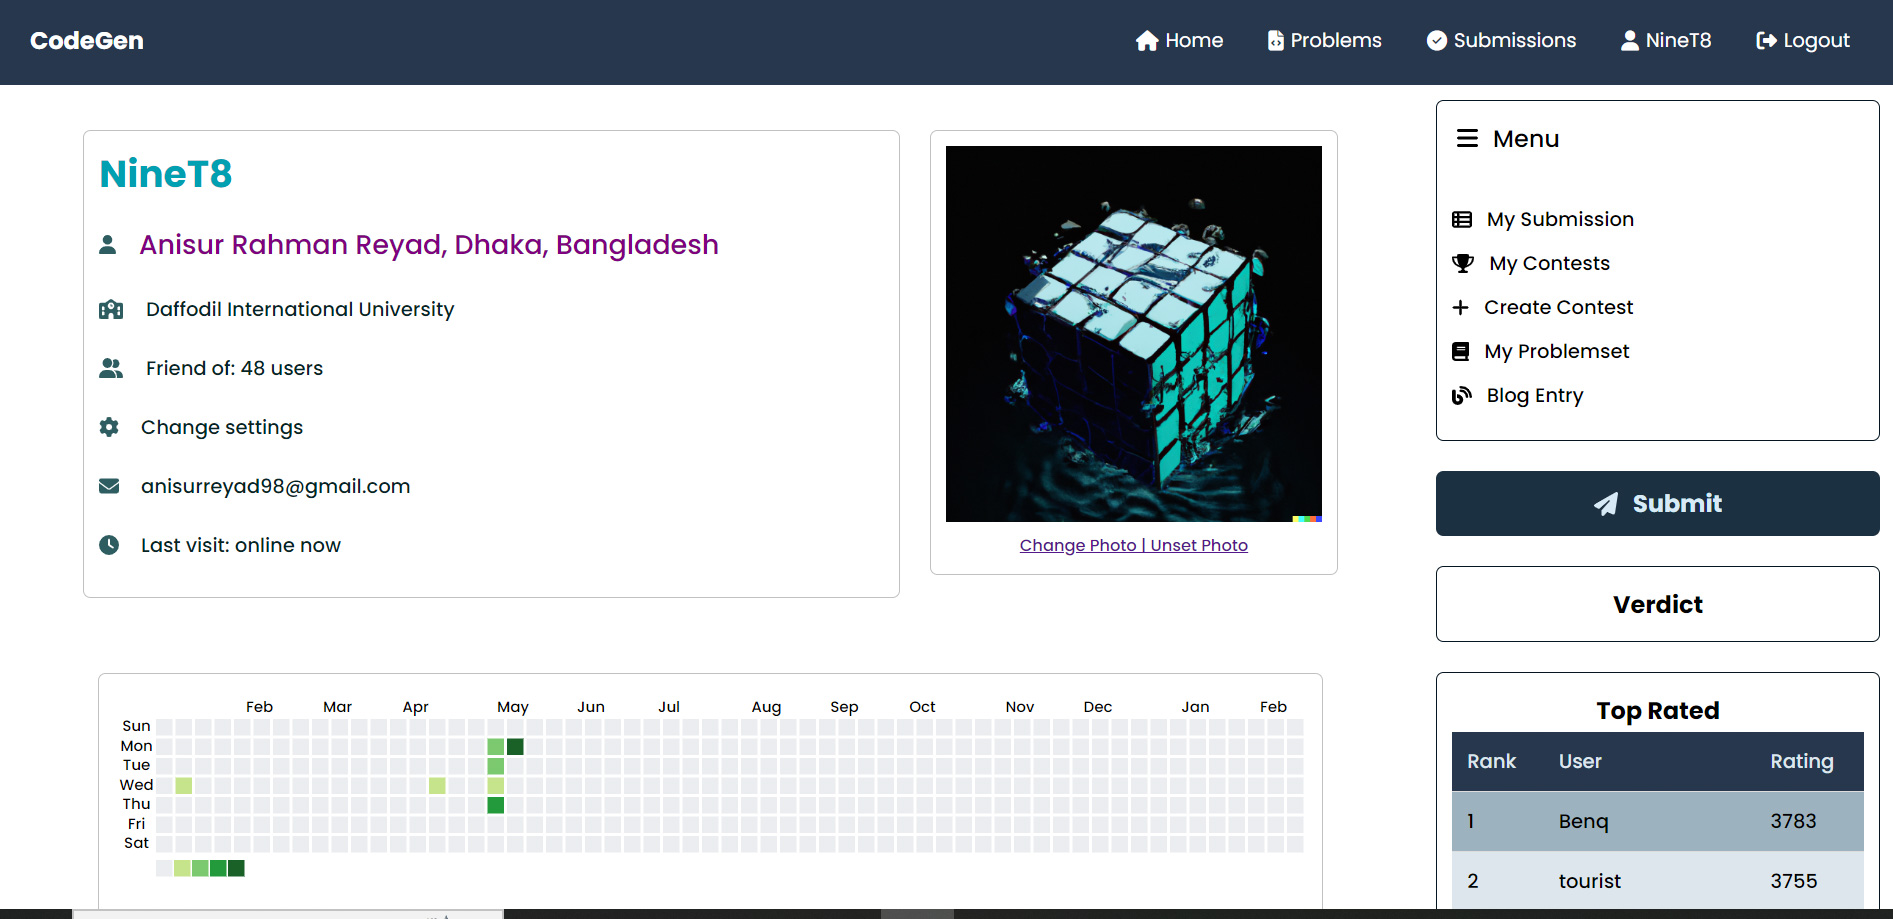 CodeGen
Home
Problems
Submissions
NineT8
Logout
NineT8
Anisur Rahman Reyad, Dhaka, Bangladesh
Daffodil International University
Friend of: 48 users
Change settings
anisurreyad98@gmail.com
Last visit: online now
Change Photo | Unset Photo
Menu
My Submission
My Contests
Create Contest
My Problemset
Blog Entry
Submit
Verdict
Feb Mar Apr May Jun Jul Aug Sep Oct Nov Dec Jan Feb
Sun
Mon
Tue
Wed
Thu
Fri
Sat
Top Rated
Rank User Rating
1 Benq 3783
2 tourist 3755